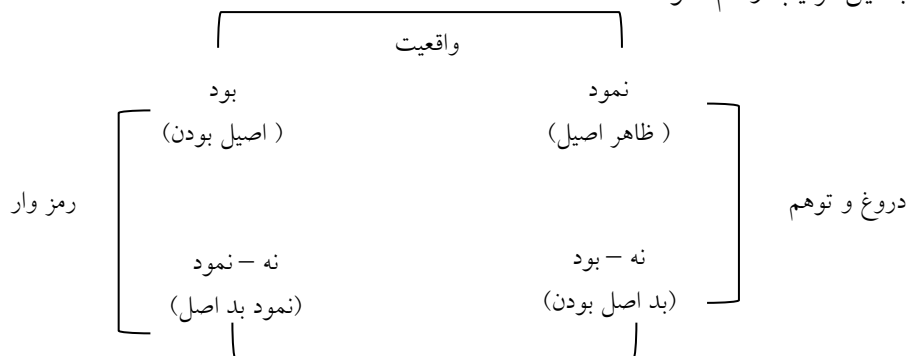 واقعیت
نمود
بود
( ظاهر اصیل)
( اصیل بودن)
دروغ و توهم
رمز وار
نه – بود
نه – نمود
(بد اصل بودن)
(نمود بد اصل)